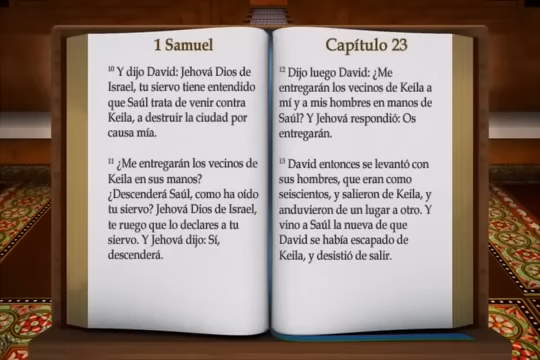 1 Samuel
¹⁰ Y dijo David: Jehová Dios de
Israel, tu siervo tiene entendido
que Saúl trata de venir contra
Keila, a destruir la ciudad por
causa mía.
¹¹ ¿Me entregarán los vecinos de
Keila en sus manos?
¿Descenderá Saúl, como ha oído
tu siervo? Jehová Dios de Israel,
te ruego que lo declares a tu
siervo. Y Jehová dijo: Sí,
descenderá.
Capítulo 23
¹² Dijo luego David: ¿Me
entregarán los vecinos de Keila a
mí y a mis hombres en manos de
Saúl? Y Jehová respondió: Os
entregarán.
¹³ David entonces se levantó con
sus hombres, que eran como
seiscientos, y salieron de Keila, y
anduvieron de un lugar a otro. Y
vino a Saúl la nueva de que
David se había escapado de
Keila, y desistió de salir.